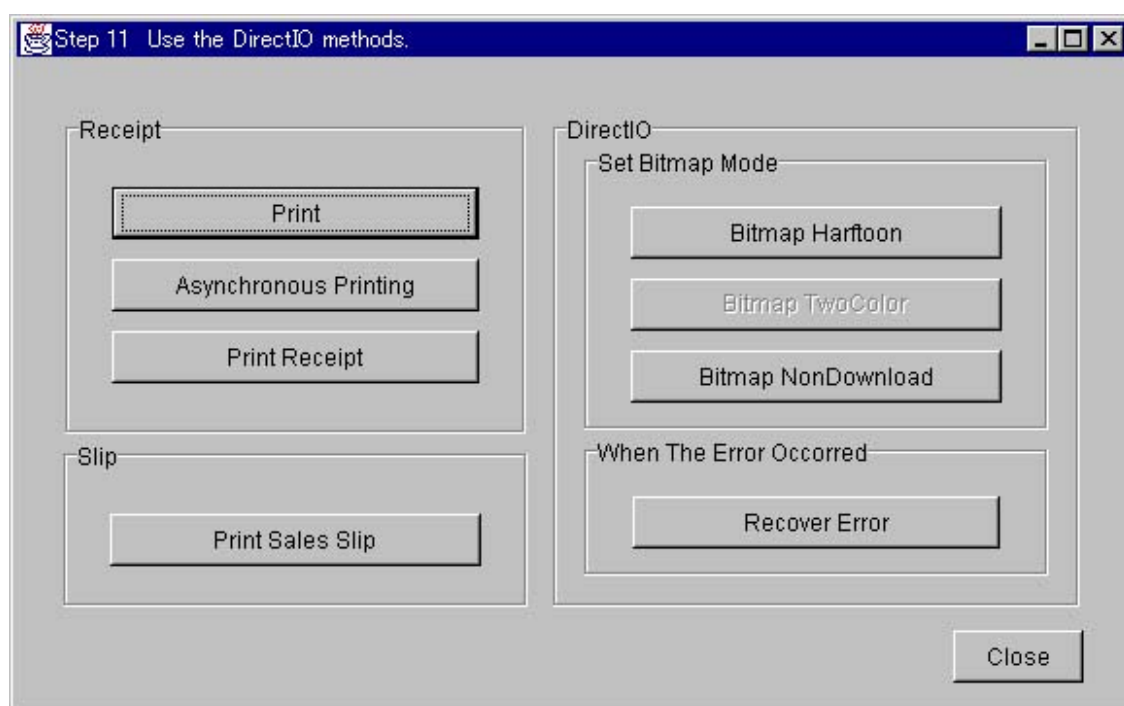 Step 11 Use the DirectIO methods.
Receipt
Print
Asynchronous Printing
Print Receipt
Slip
Print Sales Slip
DirectIO
Set Bitmap Mode
Bitmap Harftoon
Bitmap TwoColor
Bitmap NonDownload
When The Error Occorred
Recover Error
Close